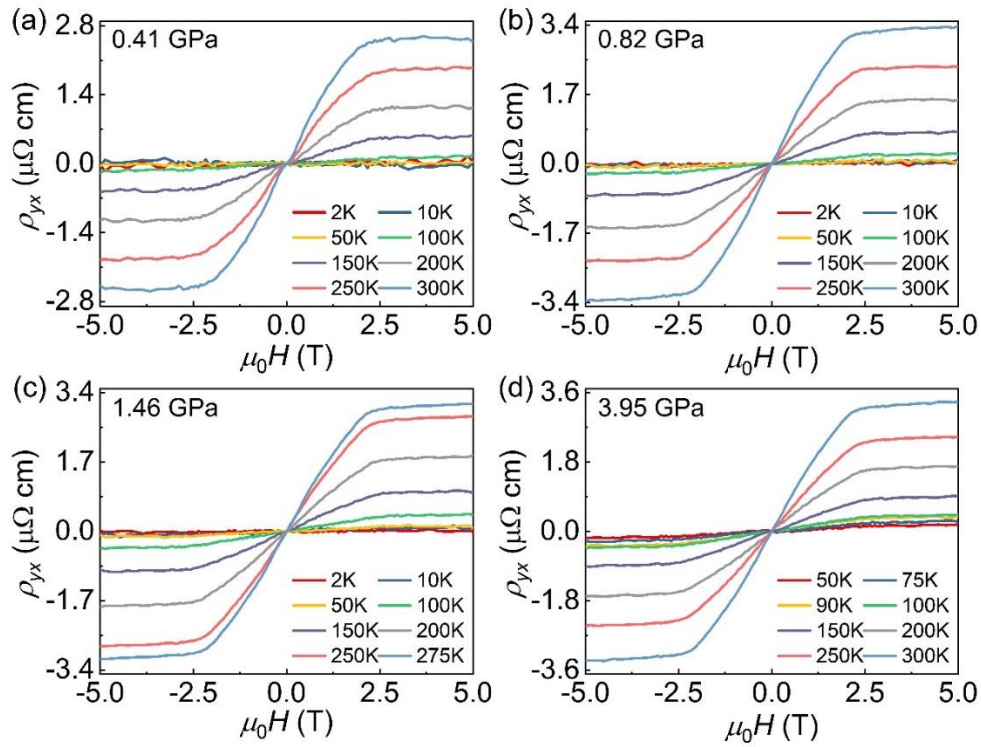 (a)
0.41 GPa
2.8
1.4
0.0
-1.4
-2.8
ρyx (μΩ cm)
2K 10K
50K 100K
150K 200K
250K 300K
-5.0 -2.5 0.0 2.5 5.0
μ0H (T)
(b)
0.82 GPa
3.4
1.7
0.0
-1.7
-3.4
ρyx (μΩ cm)
2K 10K
50K 100K
150K 200K
250K 300K
-5.0 -2.5 0.0 2.5 5.0
μ0H (T)
(c)
1.46 GPa
3.4
1.7
0.0
-1.7
-3.4
ρyx (μΩ cm)
2K 10K
50K 100K
150K 200K
250K 275K
-5.0 -2.5 0.0 2.5 5.0
μ0H (T)
(d)
3.95 GPa
3.6
1.8
0.0
-1.8
-3.6
ρyx (μΩ cm)
50K 75K
90K 100K
150K 200K
250K 300K
-5.0 -2.5 0.0 2.5 5.0
μ0H (T)